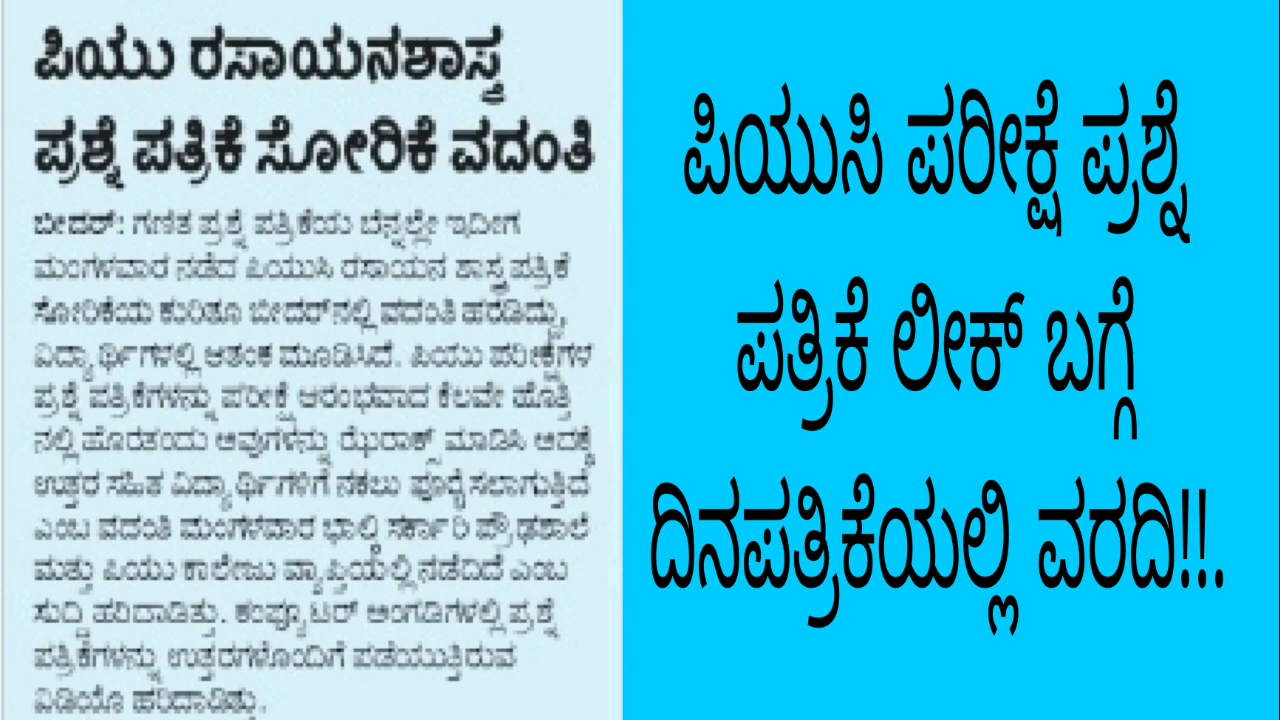 ಪಿಯು ರಸಾಯನಶಾಸ್ತ್ರ
ಪ್ರಶ್ನೆ ಪತ್ರಿಕೆ ಸೋರಿಕೆ ವದಂತಿ
ಬೀದರ್: ಗಣಿತ ಪ್ರಶ್ನೆ ಪತ್ರಿಕೆಯ ಬೆನ್ನಲ್ಲೇ ಇದೀಗ
ಮಂಗಳವಾರ ನಡೆದ ಪಿಯುಸಿ ರಸಾಯನ ಶಾಸ್ತ್ರ ಪತ್ರಿಕೆ
ಸೋರಿಕೆಯ ಕುರಿತೂ ಬೀದರ್‌ನಲ್ಲಿ ವದಂತಿ ಹರಡಿದ್ದು,
ವಿದ್ಯಾರ್ಥಿಗಳಲ್ಲಿ ಆತಂಕ ಮೂಡಿಸಿದೆ. ಪಿಯು ಪರೀಕ್ಷೆಗಳ
ಪ್ರಶ್ನೆ ಪತ್ರಿಕೆಗಳನ್ನು ಪರೀಕ್ಷೆ ಆರಂಭವಾದ ಕೆಲವೇ ಹೊತ್ತಿ
ನಲ್ಲಿ ಹೊರತಂದು ಅವುಗಳನ್ನು ಝೆರಾಕ್ಸ್ ಮಾಡಿಸಿ ಅದಕ್ಕೆ
ಉತ್ತರ ಸಹಿತ ವಿದ್ಯಾರ್ಥಿಗಳಿಗೆ ನಕಲು ಪೂರೈಸಲಾಗುತ್ತಿದೆ
ಎಂಬ ವದಂತಿ ಮಂಗಳವಾರ ಭಾಲ್ಕಿ ಸರ್ಕಾರಿ ಪ್ರೌಢಶಾಲೆ
ಮತ್ತು ಪಿಯು ಕಾಲೇಜು ವ್ಯಾಪ್ತಿಯಲ್ಲಿ ನಡೆದಿದೆ ಎಂಬ
ಸುದ್ದಿ ಹರಿದಾಡಿತ್ತು. ಕಂಪ್ಯೂಟರ್ ಅಂಗಡಿಗಳಲ್ಲಿ ಪ್ರಶ್ನೆ
ಪತ್ರಿಕೆಗಳನ್ನು ಉತ್ತರಗಳೊಂದಿಗೆ ಪಡೆಯುತ್ತಿರುವ
ವಿಡಿಯೊ ಹರಿದಾಡಿತ್ತು.
ಪಿಯುಸಿ ಪರೀಕ್ಷೆ ಪ್ರಶ್ನೆ
ಪತ್ರಿಕೆ ಲೀಕ್ ಬಗ್ಗೆ
ದಿನಪತ್ರಿಕೆಯಲ್ಲಿ ವರದಿ!!.